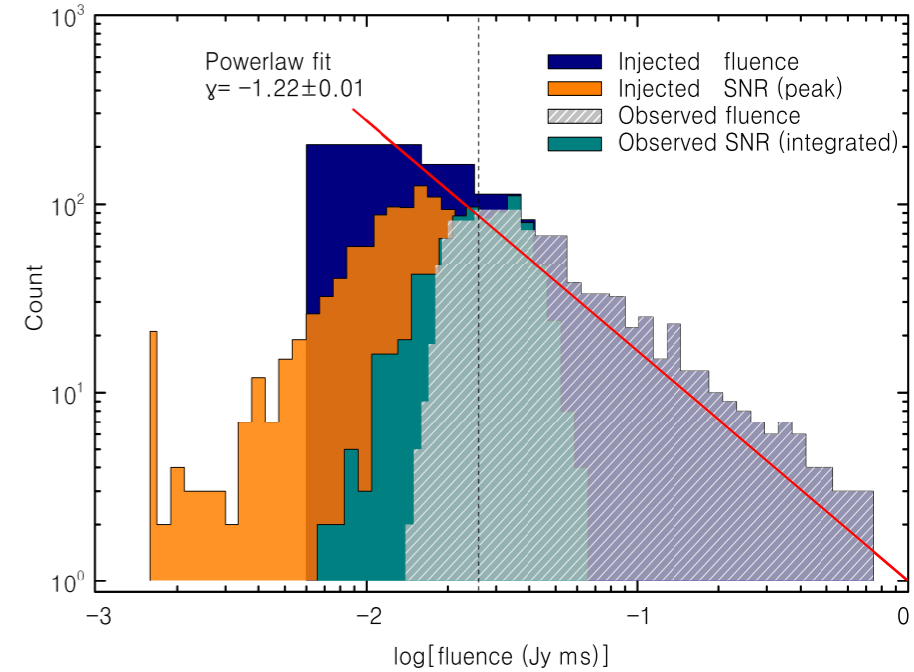 Powerlaw fit
ɣ= −1.22±0.01
Injected fluence
Injected SNR (peak)
Observed fluence
Observed SNR (integrated)
Count
10³
10²
10¹
10⁰
−3
−2
−1
0
log[fluence (Jy ms)]